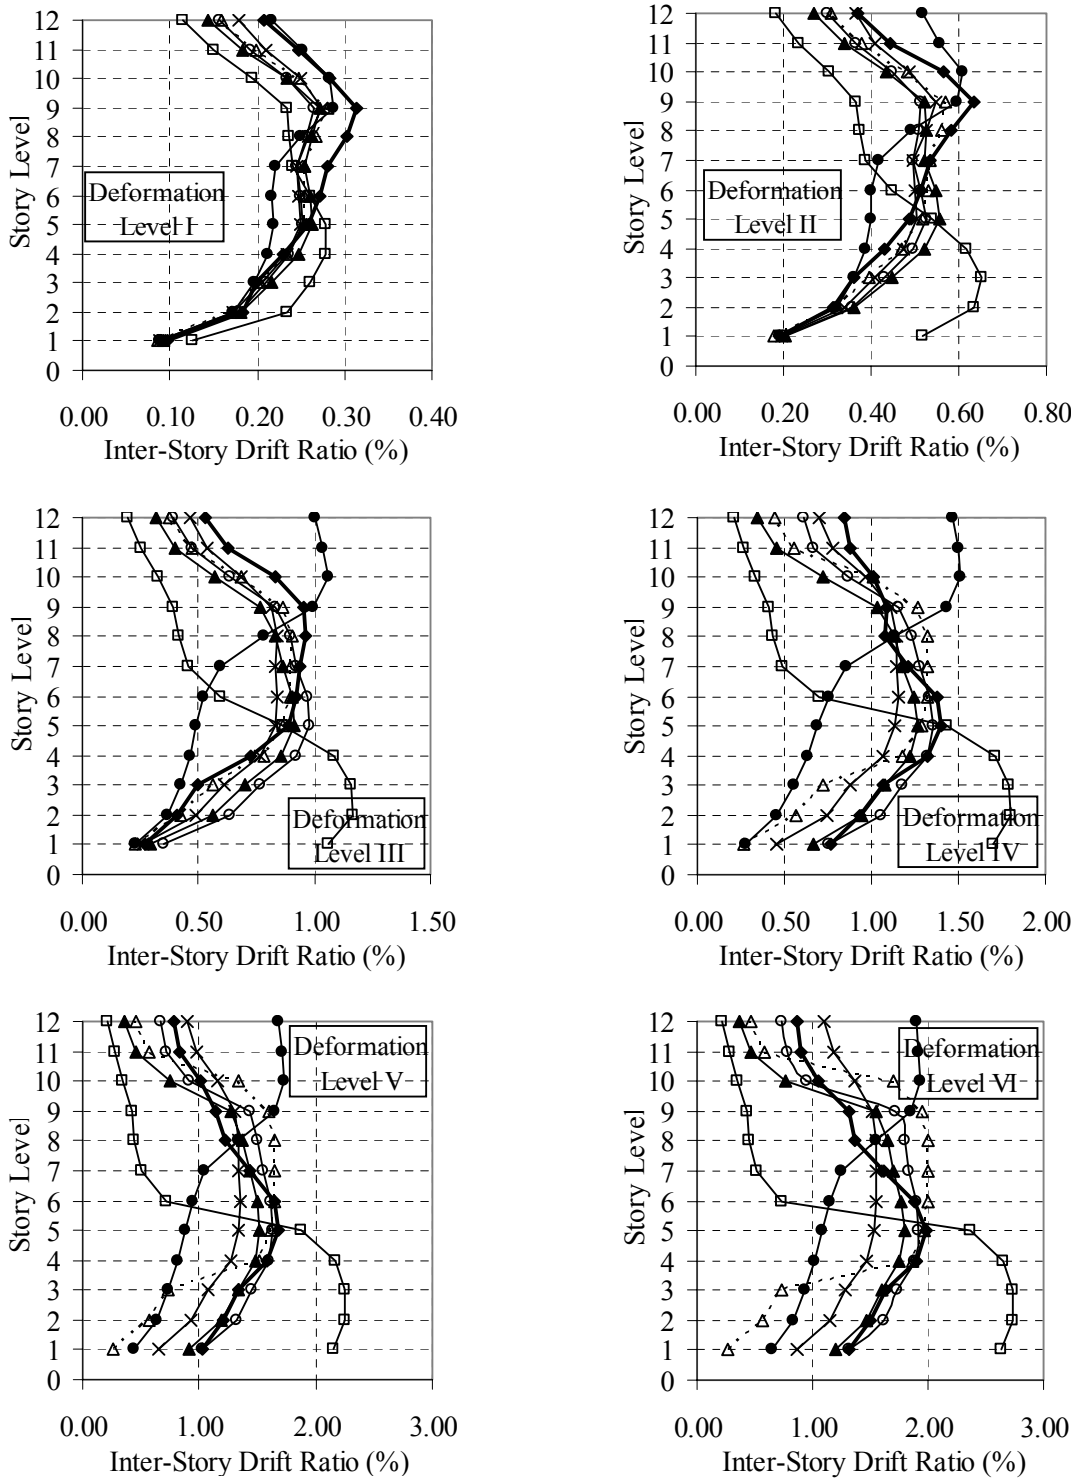 12
11
10
9
8
7
6
5
4
3
2
1
0
Story Level
Deformation
Level I
0.00 0.10 0.20 0.30 0.40
Inter-Story Drift Ratio (%)
12
11
10
9
8
7
6
5
4
3
2
1
0
Story Level
Deformation
Level II
0.00 0.20 0.40 0.60 0.80
Inter-Story Drift Ratio (%)
12
11
10
9
8
7
6
5
4
3
2
1
0
Story Level
Deformation
Level III
0.00 0.50 1.00 1.50
Inter-Story Drift Ratio (%)
12
11
10
9
8
7
6
5
4
3
2
1
0
Story Level
Deformation
Level IV
0.00 0.50 1.00 1.50 2.00
Inter-Story Drift Ratio (%)
12
11
10
9
8
7
6
5
4
3
2
1
0
Story Level
Deformation
Level V
0.00 1.00 2.00 3.00
Inter-Story Drift Ratio (%)
12
11
10
9
8
7
6
5
4
3
2
1
0
Story Level
Deformation
Level VI
0.00 1.00 2.00 3.00
Inter-Story Drift Ratio (%)